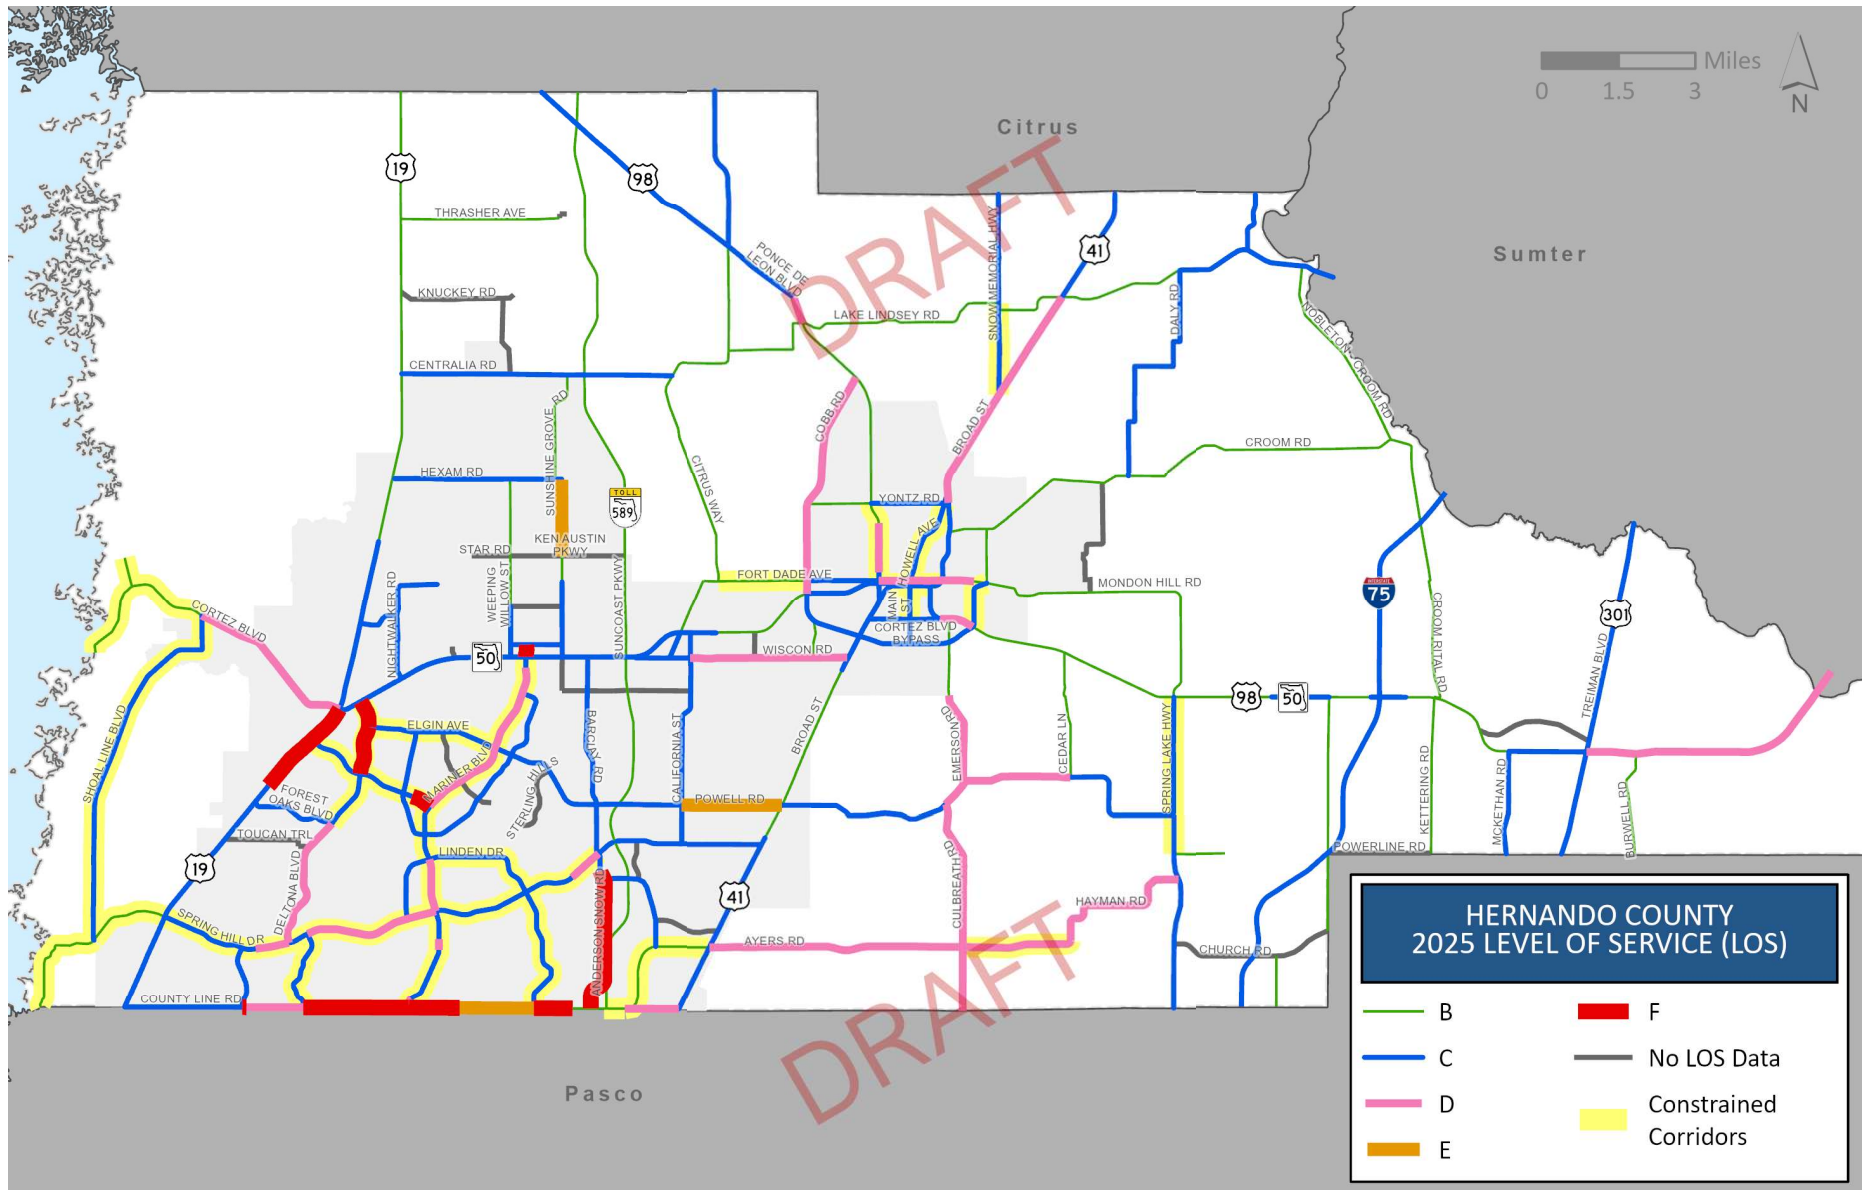 Citrus
Miles
0
1.5
3
N
19
98
THRASHER AVE
PONCE DE
LEON BLVD
SNOW MEMORIAL HWY
41
Sumter
DRAFT
KNUCKEY RD
LAKE LINDSEY RD
DALY RD
NOBLETON - CROOM RD
CENTRALIA RD
SUNSHINE GROVE RD
COBB RD
BROAD ST
CROOM RD
HEXAM RD
CITRUS WAY
YONTZ RD
TOLL
589
STAR RD
KEN AUSTIN
PKWY
HOWELL AVE
WEEPING
WILLOW ST
NIGHTWALKER RD
SUNCOAST PKWY
FORT DADE AVE
MAIN
ST
MONDON HILL RD
INTERSTATE
75
CROOM RITAL RD
301
CORTEZ BLVD
CORTEZ BLVD
BYPASS
50
WISCON RD
TREIMAN BLVD
98
50
SHOAL LINE BLVD
ELGIN AVE
MARINER BLVD
BARCLAY RD
CALIFORNIA ST
BROAD ST
EMERSON RD
CEDAR LN
SPRING LAKE HWY
KETTERING RD
MCKETHAN RD
BURWELL RD
FOREST
OAKS BLVD
STERLING HILLS
POWELL RD
TOUCAN TRL
LINDEN DR
POWERLINE RD
19
DELTONA BLVD
SPRING HILL DR
ANDERSON SNOW RD
41
CULBREATH RD
AYERS RD
HAYMAN RD
CHURCH RD
COUNTY LINE RD
DRAFT
Pasco
HERNANDO COUNTY
2025 LEVEL OF SERVICE (LOS)
B
C
D
E
F
No LOS Data
Constrained
Corridors